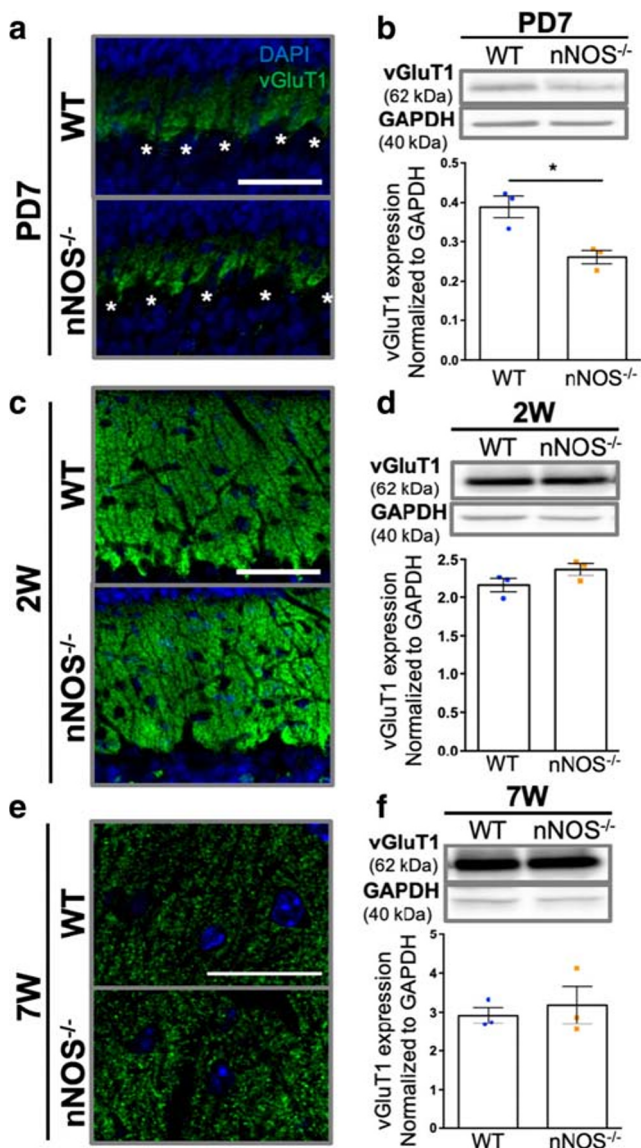 a
PD7
WT
nNOS-/-
DAPI
vGluT1
* * * * *
* * * * *
b
PD7
WT nNOS-/-
vGluT1
(62 kDa)
GAPDH
(40 kDa)
*
vGluT1 expression
Normalized to GAPDH
0.5
0.4
0.3
0.2
0.1
0.0
WT nNOS-/-
c
2W
WT
nNOS-/-
d
2W
WT nNOS-/-
vGluT1
(62 kDa)
GAPDH
(40 kDa)
vGluT1 expression
Normalized to GAPDH
2.5
2.0
1.5
1.0
0.5
0.0
WT nNOS-/-
e
7W
WT
nNOS-/-
f
7W
WT nNOS-/-
vGluT1
(62 kDa)
GAPDH
(40 kDa)
vGluT1 expression
Normalized to GAPDH
5
4
3
2
1
0
WT nNOS-/-